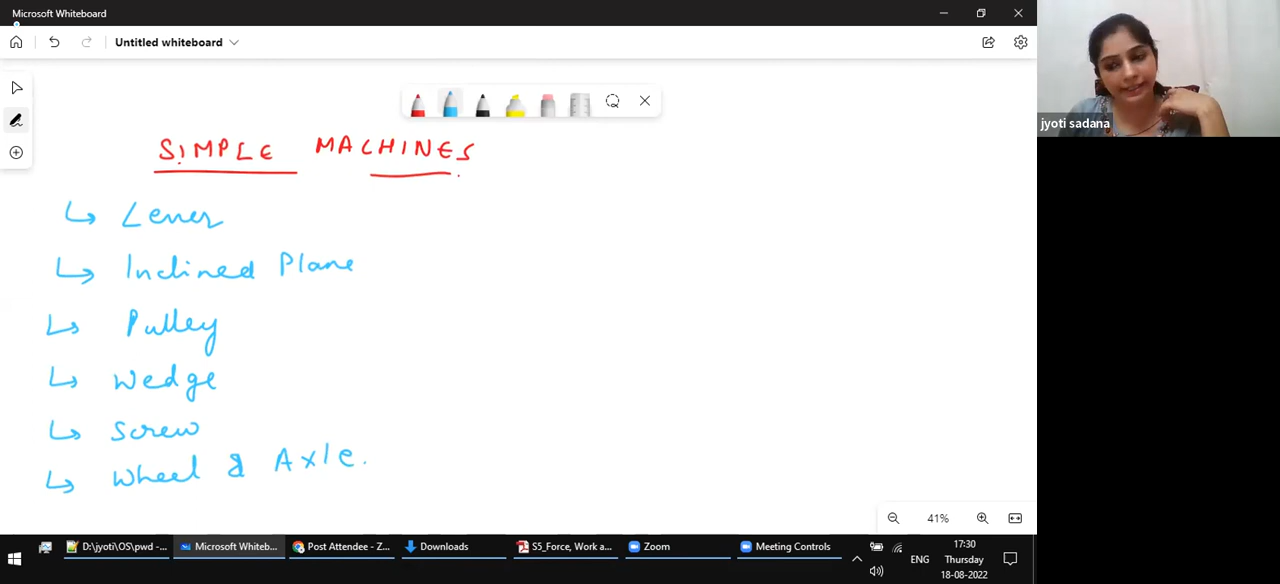 Microsoft Whiteboard
Untitled whiteboard
jyoti sadana
SIMPLE MACHINES
↳ Lever
↳ Inclined Plane
↳ Pulley
↳ Wedge
↳ Screw
↳ Wheel & Axle.
41%
D:\jyoti\OS\pwd -...
Microsoft Whiteb...
Post Attendee - Z...
Downloads
S5_Force, Work a...
Zoom
Meeting Controls
ENG
17:30
Thursday
18-08-2022